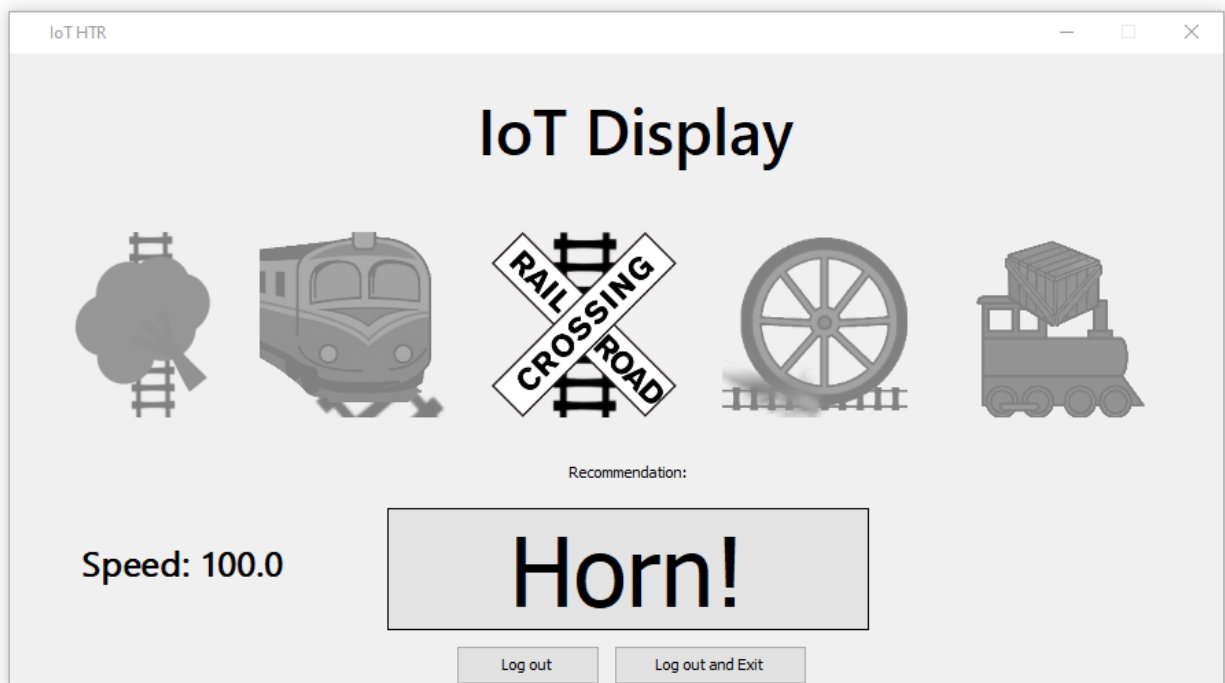 IoT HTR
IoT Display
RAIL
ROAD
CROSSING
Recommendation:
Speed: 100.0
Horn!
Log out
Log out and Exit